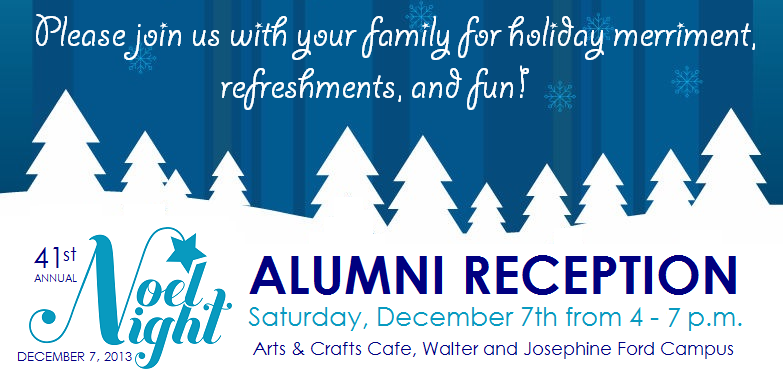 Please join us with your family for holiday merriment,
refreshments, and fun!
41st
ANNUAL
Noel
Night
DECEMBER 7, 2013
ALUMNI RECEPTION
Saturday, December 7th from 4 - 7 p.m.
Arts & Crafts Cafe, Walter and Josephine Ford Campus